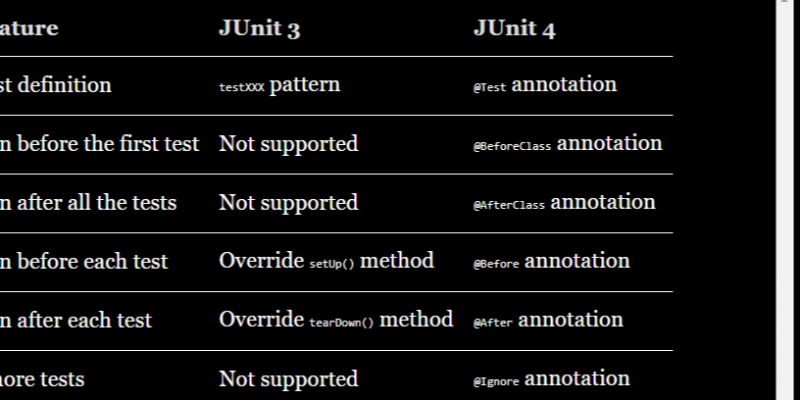 ature JUnit 3 JUnit 4
st definition testXXX pattern @Test annotation
n before the first test Not supported @BeforeClass annotation
n after all the tests Not supported @AfterClass annotation
n before each test Override setUp() method @Before annotation
n after each test Override tearDown() method @After annotation
nore tests Not supported @Ignore annotation